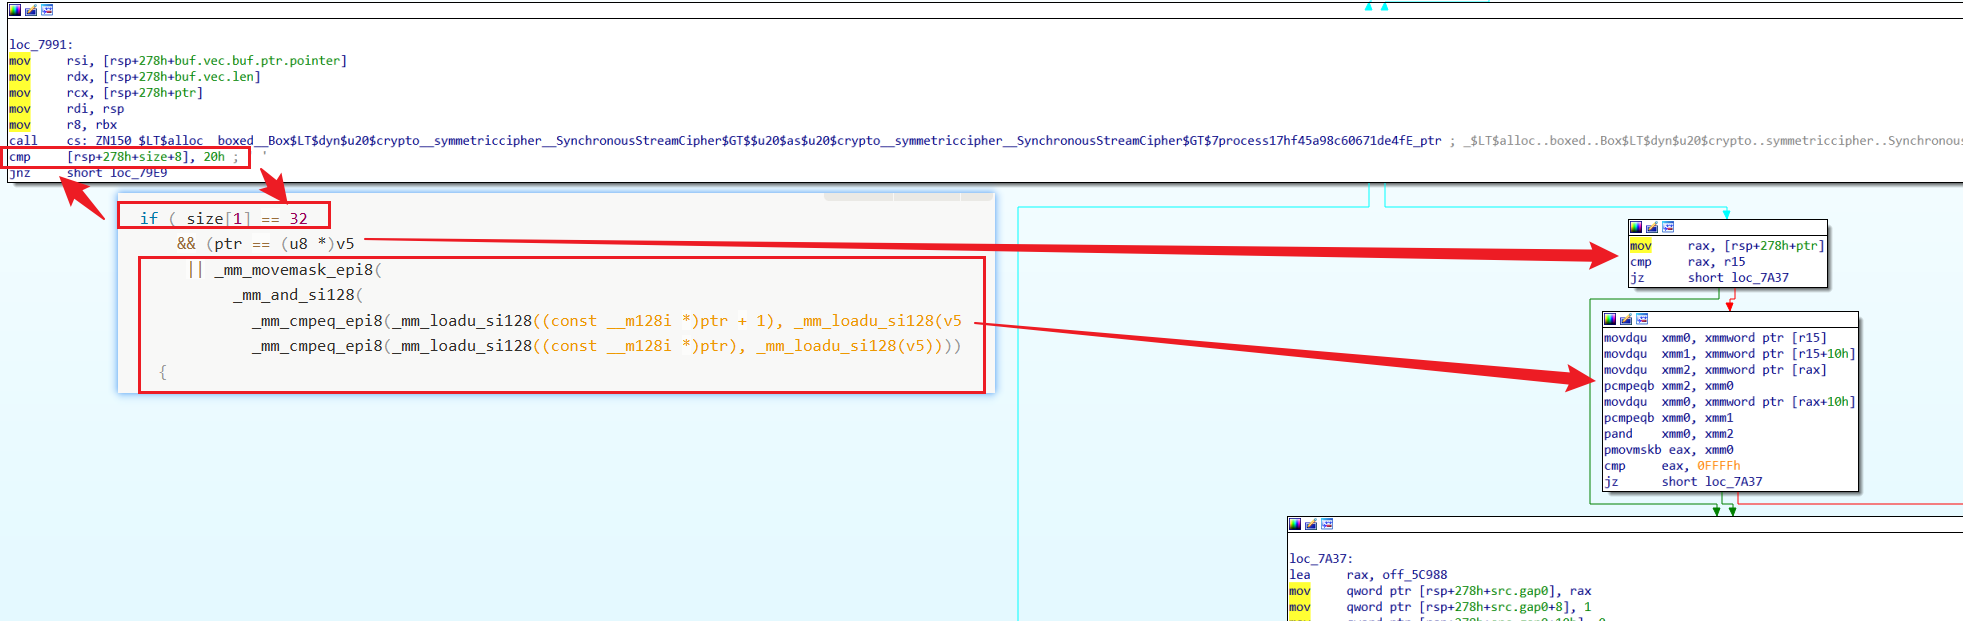 loc_7991:
mov     rsi, [rsp+278h+buf.vec.buf.ptr.pointer]
mov     rdx, [rsp+278h+buf.vec.len]
mov     rcx, [rsp+278h+ptr]
mov     rdi, rsp
mov     r8, rbx
call    cs:_ZN150_$LT$alloc__boxed__Box$LT$dyn$u20$crypto__symmetriccipher__SynchronousStreamCipher$GT$$u20$as$u20$crypto__symmetriccipher__SynchronousStreamCipher$GT$7process17hf45a98c60671de4fE_ptr ; _$LT$alloc..boxed..Box$LT$dyn$u20$crypto..symmetriccipher..Synchronous
cmp     [rsp+278h+size+8], 20h ; '
jnz     short loc_79E9
if ( size[1] == 32
&& (ptr == (u8 *)v5
|| _mm_movemask_epi8(
_mm_and_si128(
_mm_cmpeq_epi8(_mm_loadu_si128((const __m128i *)ptr + 1), _mm_loadu_si128(v5
_mm_cmpeq_epi8(_mm_loadu_si128((const __m128i *)ptr), _mm_loadu_si128(v5))))
{
mov     rax, [rsp+278h+ptr]
cmp     rax, r15
jz      short loc_7A37
movdqu  xmm0, xmmword ptr [r15]
movdqu  xmm1, xmmword ptr [r15+10h]
movdqu  xmm2, xmmword ptr [rax]
pcmpeqb xmm2, xmm0
movdqu  xmm0, xmmword ptr [rax+10h]
pcmpeqb xmm0, xmm1
pand    xmm0, xmm2
pmovmskb eax, xmm0
cmp     eax, 0FFFFh
jz      short loc_7A37
loc_7A37:
lea     rax, off_5C988
mov     qword ptr [rsp+278h+src.gap0], rax
mov     qword ptr [rsp+278h+src.gap0+8], 1